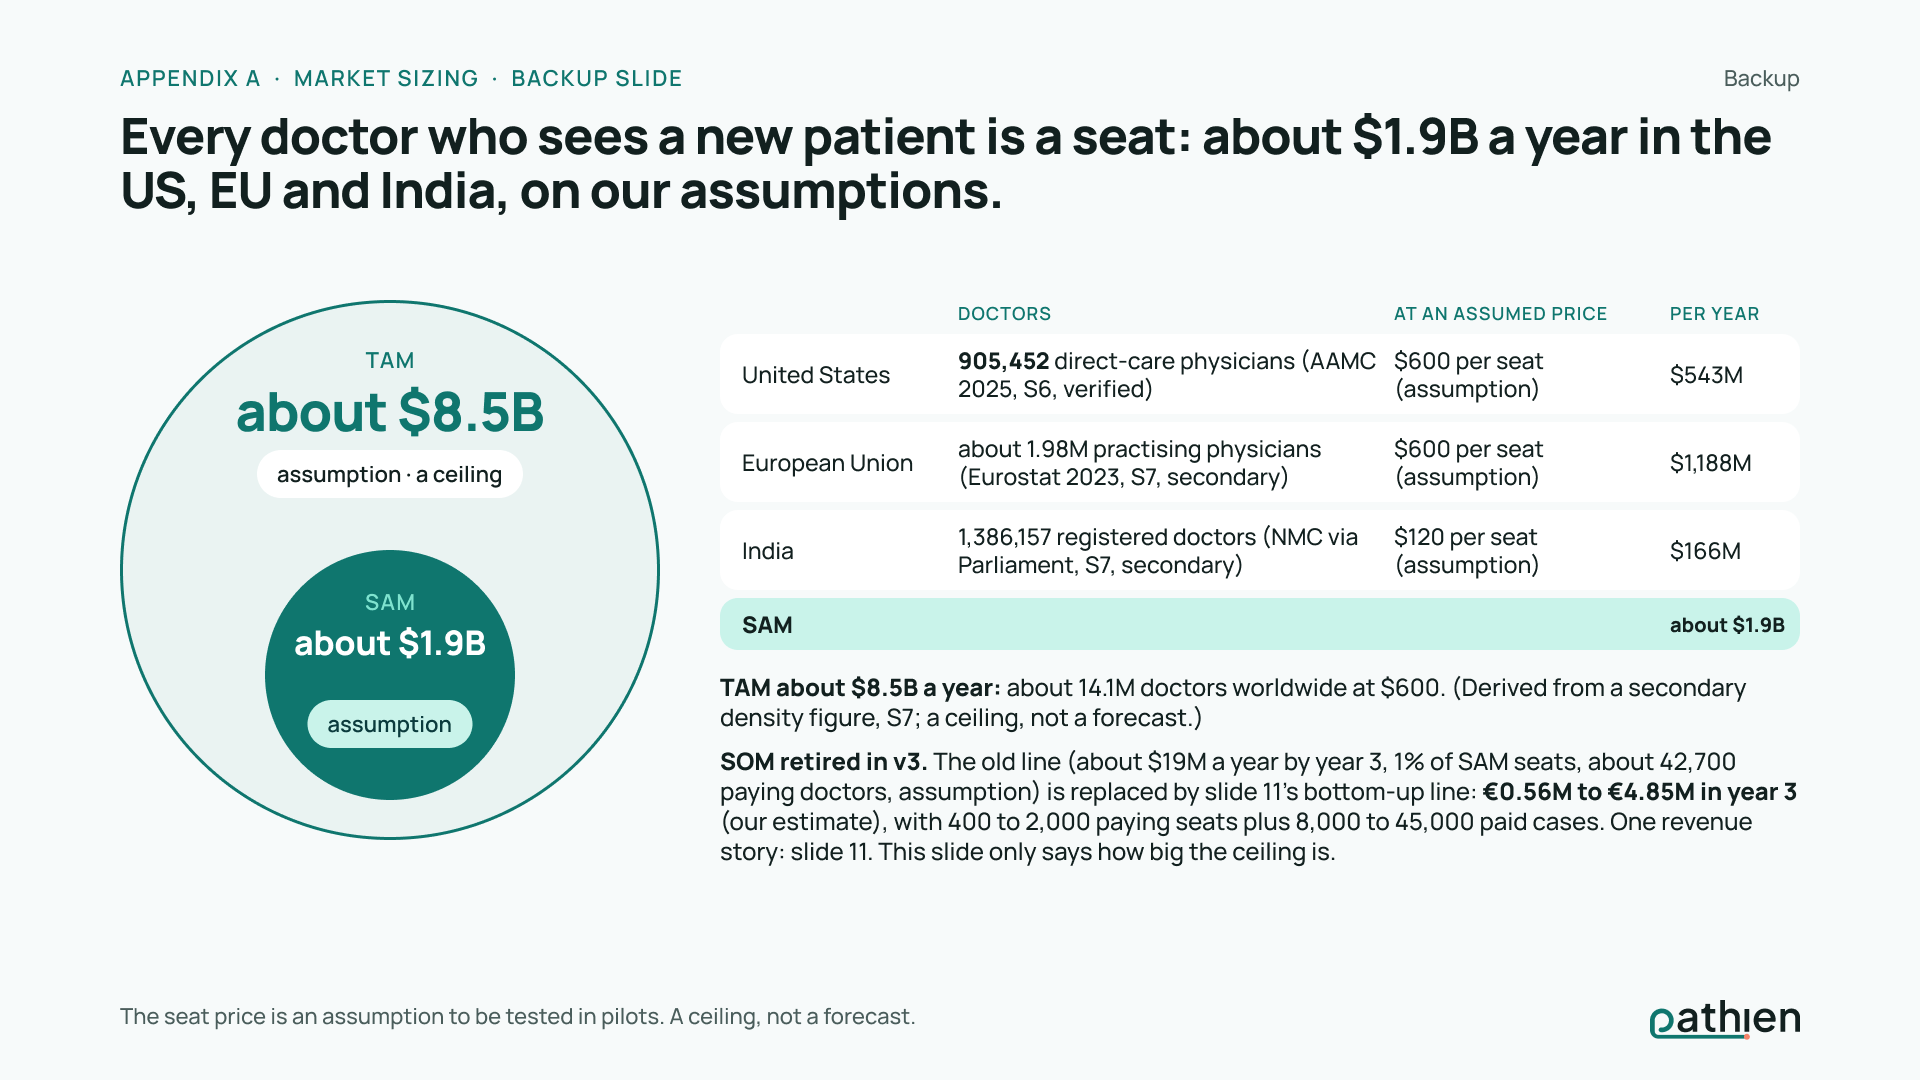 APPENDIX A · MARKET SIZING · BACKUP SLIDE
Backup
Every doctor who sees a new patient is a seat: about $1.9B a year in the
US, EU and India, on our assumptions.
TAM
about $8.5B
assumption · a ceiling
SAM
about $1.9B
assumption
DOCTORS
AT AN ASSUMED PRICE
PER YEAR
United States
905,452 direct-care physicians (AAMC
2025, S6, verified)
$600 per seat
(assumption)
$543M
European Union
about 1.98M practising physicians
(Eurostat 2023, S7, secondary)
$600 per seat
(assumption)
$1,188M
India
1,386,157 registered doctors (NMC via
Parliament, S7, secondary)
$120 per seat
(assumption)
$166M
SAM
about $1.9B
TAM about $8.5B a year: about 14.1M doctors worldwide at $600. (Derived from a secondary
density figure, S7; a ceiling, not a forecast.)
SOM retired in v3. The old line (about $19M a year by year 3, 1% of SAM seats, about 42,700
paying doctors, assumption) is replaced by slide 11’s bottom-up line: €0.56M to €4.85M in year 3
(our estimate), with 400 to 2,000 paying seats plus 8,000 to 45,000 paid cases. One revenue
story: slide 11. This slide only says how big the ceiling is.
The seat price is an assumption to be tested in pilots. A ceiling, not a forecast.
pathien